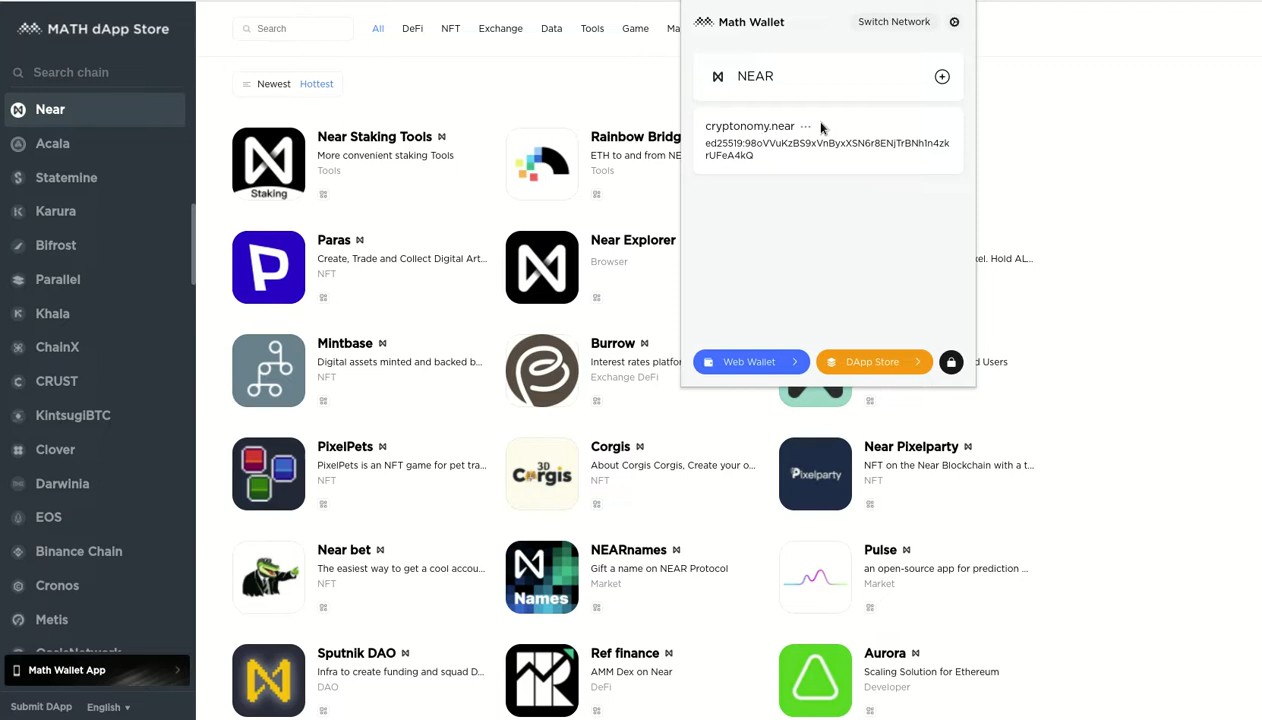 MATH dApp Store
Search chain
Near
Acala
Statemine
Karura
Bifrost
Parallel
Khala
ChainX
CRUST
KintsugiBTC
Clover
Darwinia
EOS
Binance Chain
Cronos
Metis
Math Wallet App
Submit DApp
English
Search
All
DeFi
NFT
Exchange
Data
Tools
Game
Ma
Newest
Hottest
Staking
Near Staking Tools
More convenient staking Tools
Tools
Rainbow Bridg
ETH to and from NE
Tools
Paras
Create, Trade and Collect Digital Art...
NFT
Near Explorer
Browser
xel. Hold AL...
Mintbase
Digital assets minted and backed b...
NFT
Burrow
Interest rates platfor
Exchange DeFi
d Users
PixelPets
PixelPets is an NFT game for pet tra...
NFT
3D
Corgis
Corgis
About Corgis Corgis, Create your o...
NFT
Pixelparty
Near Pixelparty
NFT on the Near Blockchain with a t...
NFT
Near bet
The easiest way to get a cool accou...
NFT
Names
NEARnames
Gift a name on NEAR Protocol
Market
Pulse
an open-source app for prediction ...
Market
Sputnik DAO
Infra to create funding and squad D...
DAO
Ref finance
AMM Dex on Near
DeFi
Aurora
Scaling Solution for Ethereum
Developer
Math Wallet
Switch Network
NEAR
cryptonomy.near ...
ed25519:98oVVuKzBS9xVnByxXSN6r8ENjTrBNh1n4zk
rUFeA4kQ
Web Wallet
DApp Store